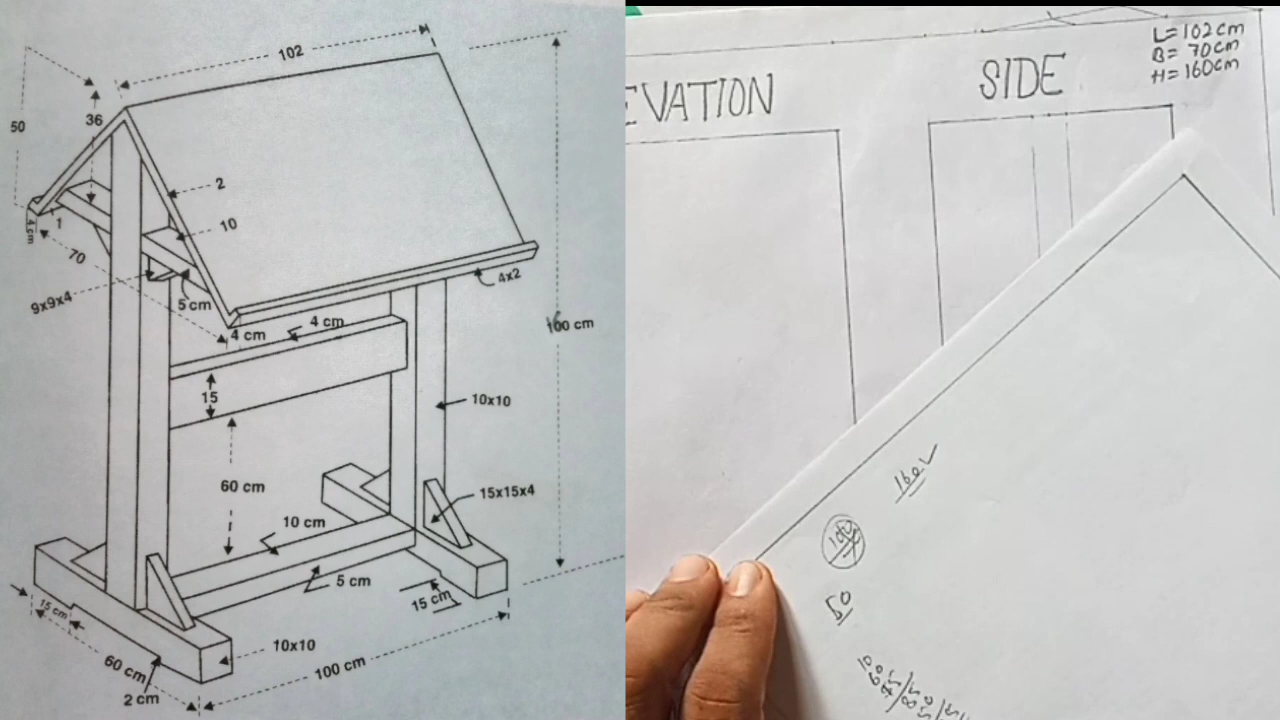 102
50
36
2
10
1
4 cm
70
9x9x4
5 cm
4 cm
4 cm
4x2
160 cm
15
10x10
60 cm
15x15x4
10 cm
5 cm
15 cm
15 cm
10x10
60 cm
100 cm
2 cm
EVATION
SIDE
L=102cm
B= 70cm
H=160cm
160
50